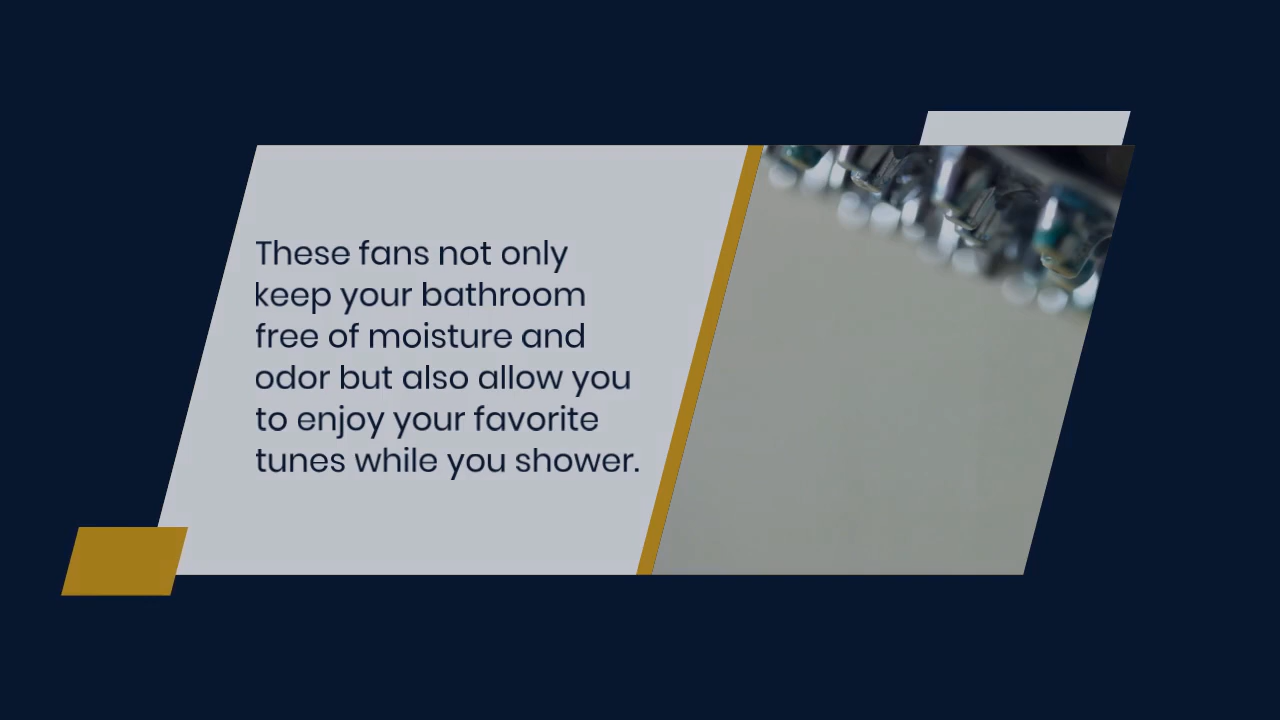 These fans not only
keep your bathroom
free of moisture and
odor but also allow you
to enjoy your favorite
tunes while you shower.